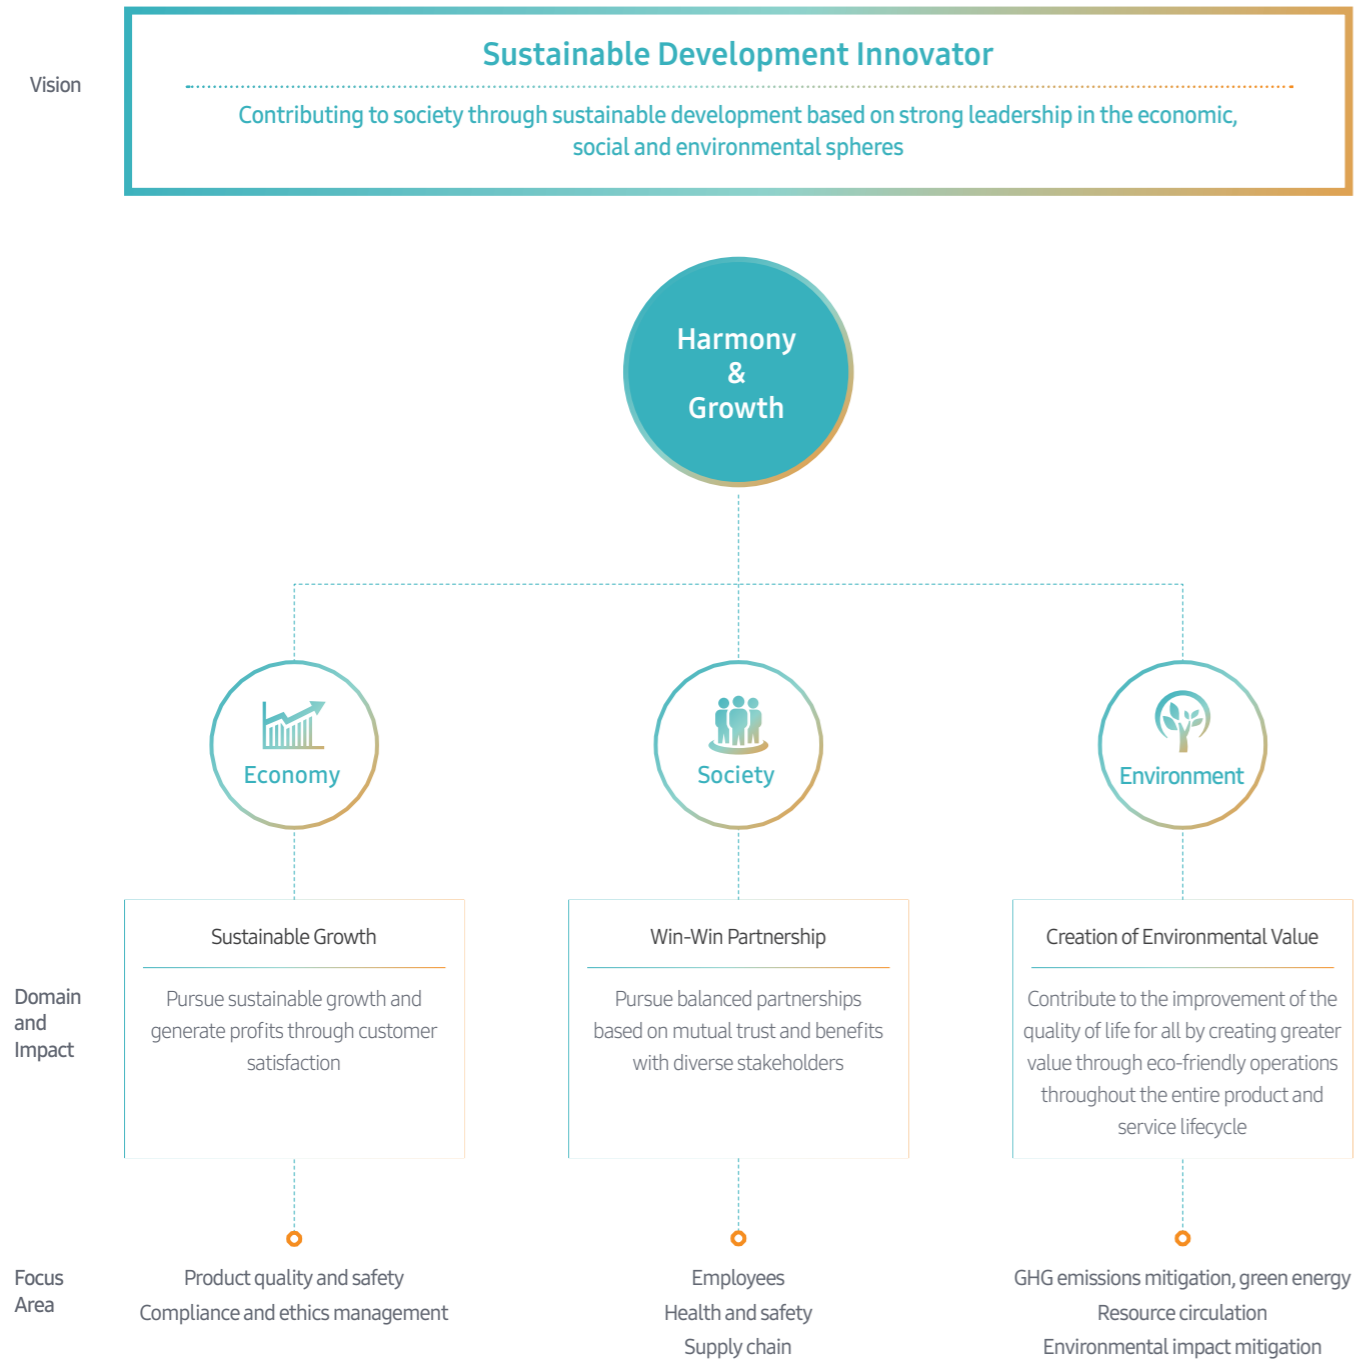 Vision
Sustainable Development Innovator
Contributing to society through sustainable development based on strong leadership in the economic,
social and environmental spheres
Harmony
&
Growth
Economy
Society
Environment
Domain
and
Impact
Sustainable Growth
Pursue sustainable growth and
generate profits through customer
satisfaction
Win-Win Partnership
Pursue balanced partnerships
based on mutual trust and benefits
with diverse stakeholders
Creation of Environmental Value
Contribute to the improvement of the
quality of life for all by creating greater
value through eco-friendly operations
throughout the entire product and
service lifecycle
Focus
Area
Product quality and safety
Compliance and ethics management
Employees
Health and safety
Supply chain
GHG emissions mitigation, green energy
Resource circulation
Environmental impact mitigation